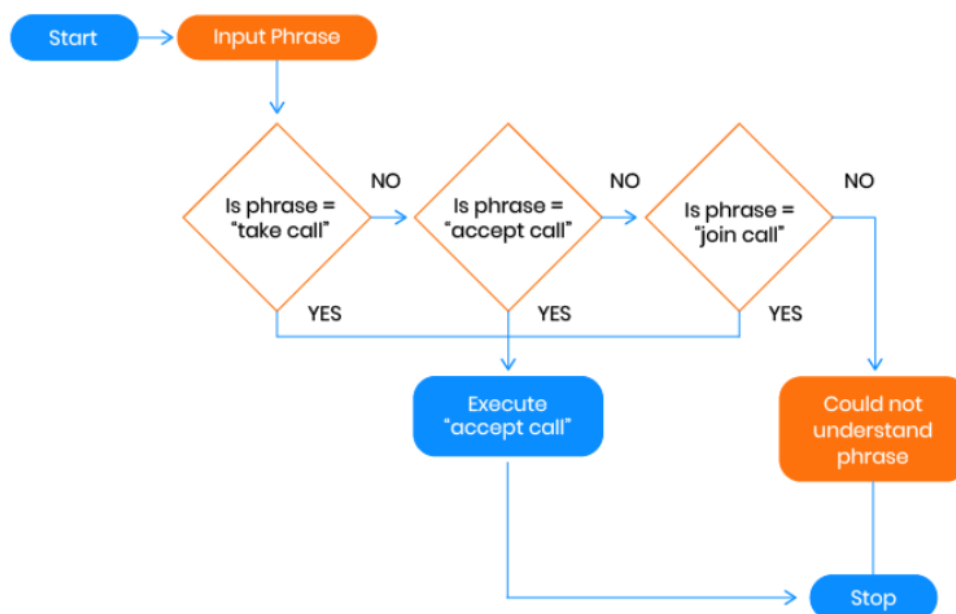 Start
Input Phrase
Is phrase =
“take call”
NO
Is phrase =
“accept call”
NO
Is phrase =
“join call”
NO
YES
YES
YES
Execute
“accept call”
Could not
understand
phrase
Stop